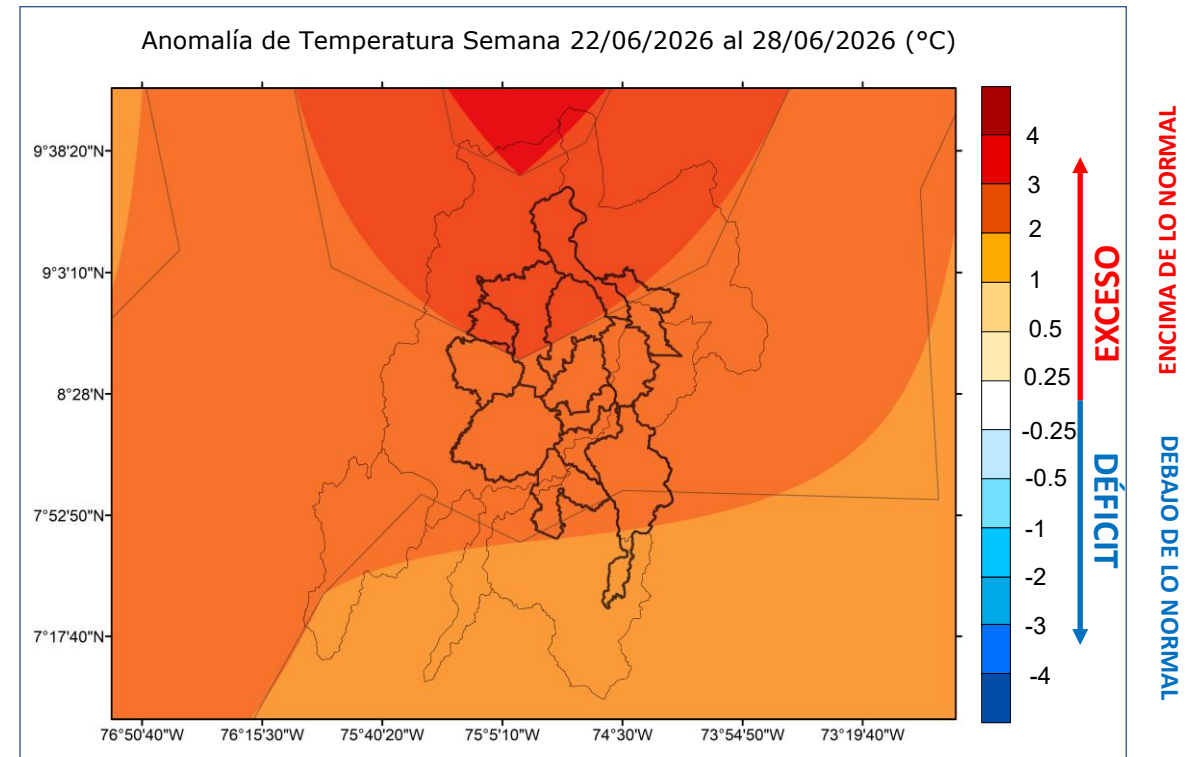 Anomalía de Temperatura Semana 22/06/2026 al 28/06/2026 (°C)
9°38'20"N
9°3'10"N
8°28'N
7°52'50"N
7°17'40"N
76°50'40"W
76°15'30"W
75°40'20"W
75°5'10"W
74°30'W
73°54'50"W
73°19'40"W
4
3
2
1
0.5
0.25
-0.25
-0.5
-1
-2
-3
-4
EXCESO
DÉFICIT
ENCIMA DE LO NORMAL
DEBAJO DE LO NORMAL